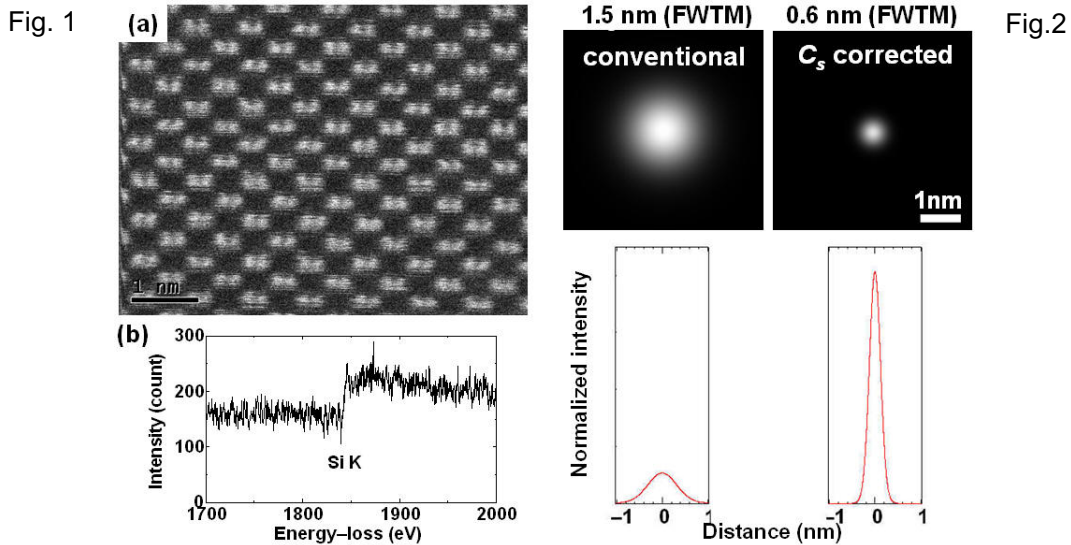 Fig. 1
(a)
1 nm
(b)
300
200
100
0
Intensity (count)
Si K
1700
1800
1900
2000
Energy–loss (eV)
1.5 nm (FWTM)
0.6 nm (FWTM)
Fig.2
conventional
Cs corrected
1nm
Normalized intensity
–1
0
1
–1
0
1
Distance (nm)